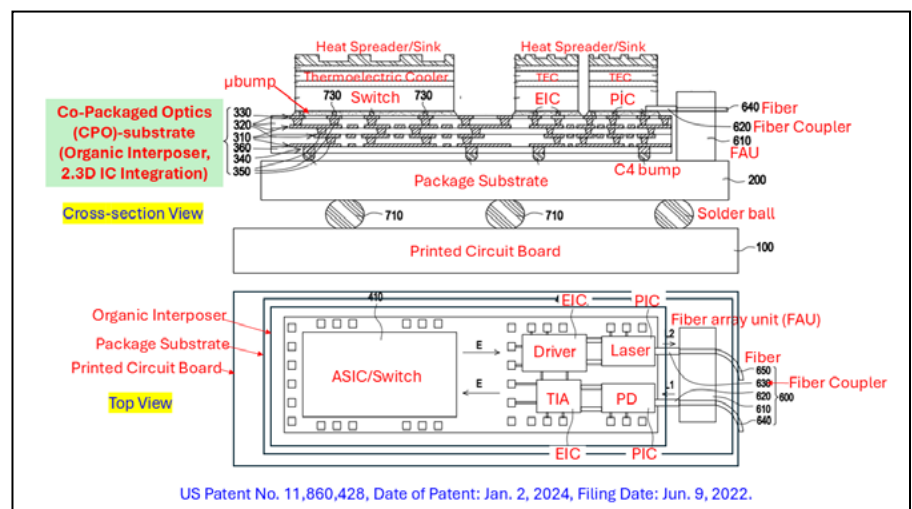 Heat Spreader/Sink
Heat Spreader/Sink
Thermoelectric Cooler
TEC
TEC
μbump
730
Switch
730
EIC
PIC
640
Fiber
Co-Packaged Optics
(CPO)-substrate
(Organic Interposer,
2.3D IC Integration)
330
320
310
360
340
350
620
Fiber Coupler
610
FAU
Package Substrate
C4 bump
200
Cross-section View
710
710
Solder ball
Printed Circuit Board
100
410
EIC
PIC
Organic Interposer
Fiber array unit (FAU)
Package Substrate
Printed Circuit Board
ASIC/Switch
E
Driver
Laser
L2
Fiber
650
630
Fiber Coupler
E
TIA
PD
L1
620
600
610
640
Top View
EIC
PIC
US Patent No. 11,860,428, Date of Patent: Jan. 2, 2024, Filing Date: Jun. 9, 2022.